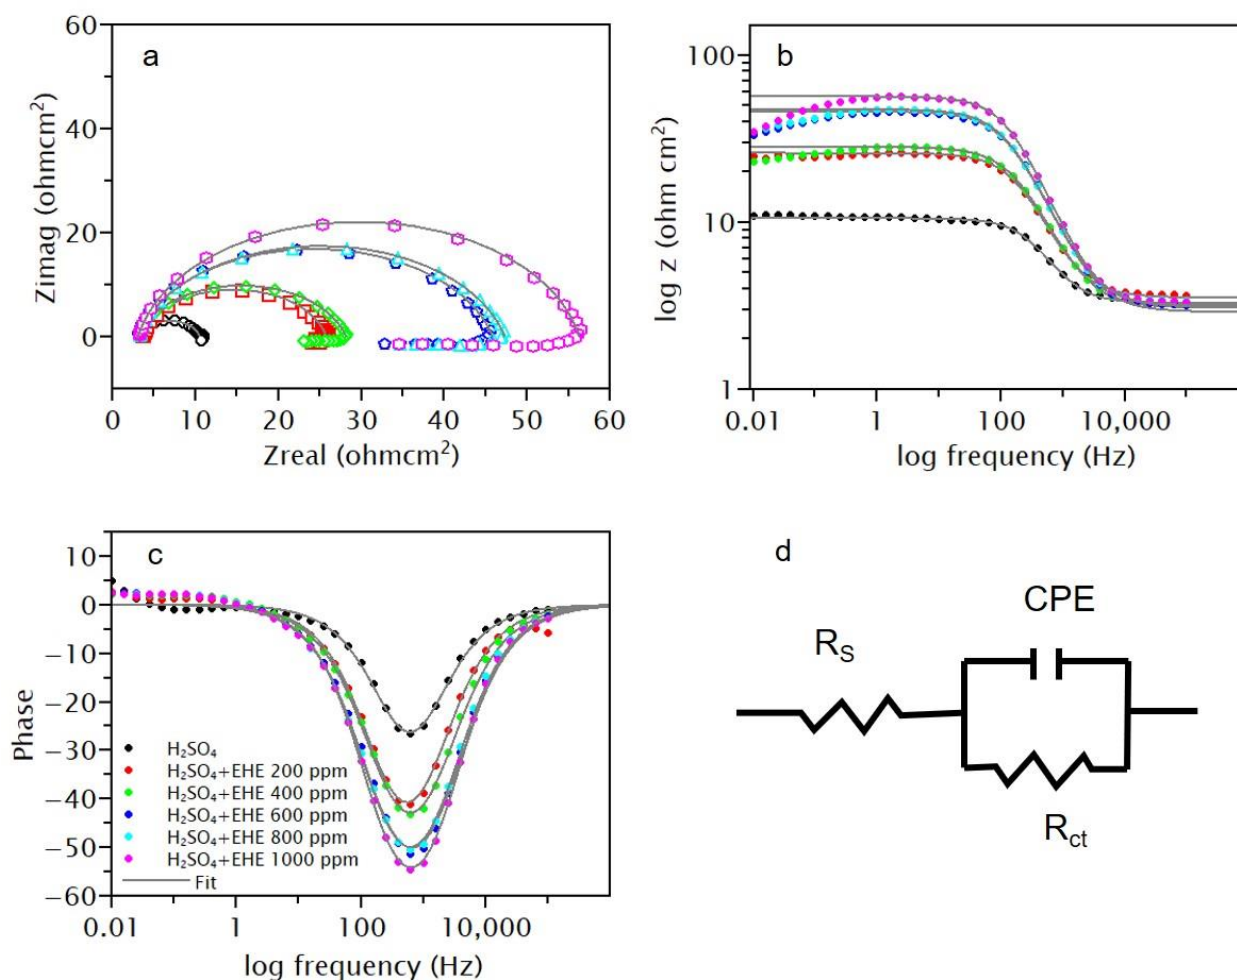 a
Zimag (ohmcm²)
60
40
20
0
0 10 20 30 40 50 60
Zreal (ohmcm²)
b
log z (ohm cm²)
100
10
1
0.01 1 100 10,000
log frequency (Hz)
c
Phase
10
0
−10
−20
−30
−40
−50
−60
H₂SO₄
H₂SO₄+EHE 200 ppm
H₂SO₄+EHE 400 ppm
H₂SO₄+EHE 600 ppm
H₂SO₄+EHE 800 ppm
H₂SO₄+EHE 1000 ppm
Fit
0.01 1 100 10,000
log frequency (Hz)
d
CPE
R_S
R_ct